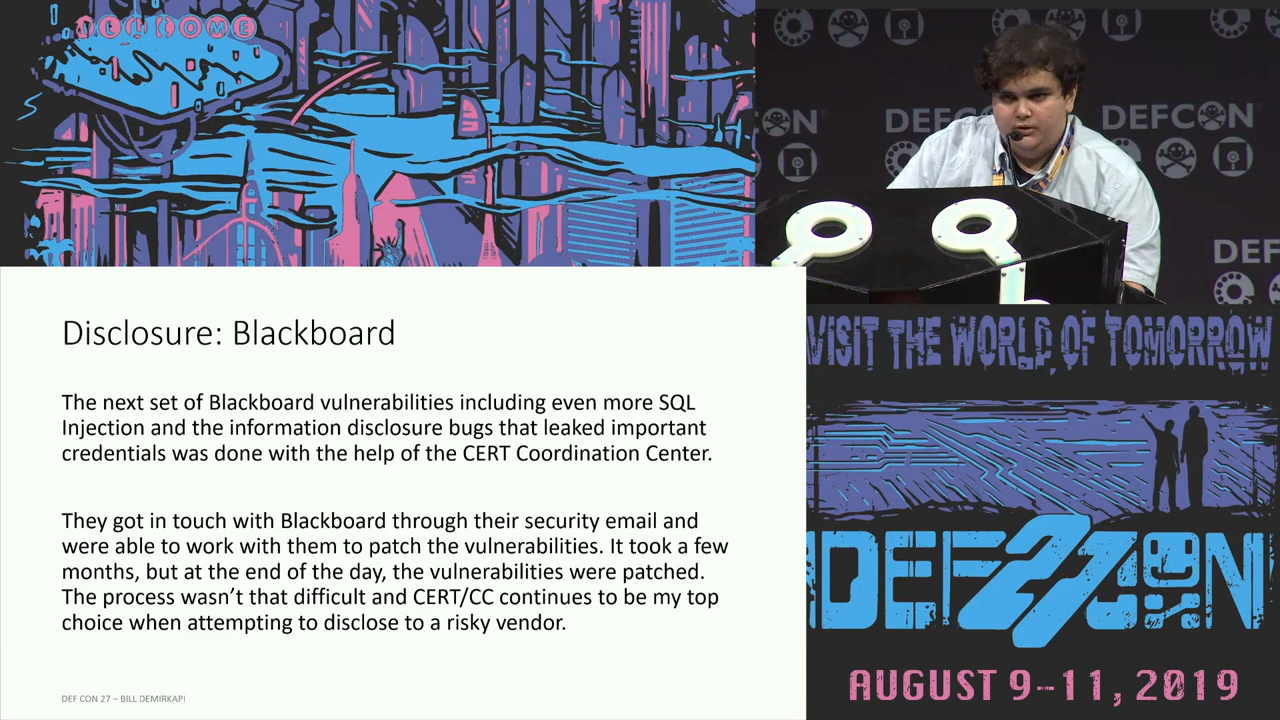 WELCOME
DEFCON
DEFCON
DEFCON
DEFCON
Disclosure: Blackboard
The next set of Blackboard vulnerabilities including even more SQL
Injection and the information disclosure bugs that leaked important
credentials was done with the help of the CERT Coordination Center.
They got in touch with Blackboard through their security email and
were able to work with them to patch the vulnerabilities. It took a few
months, but at the end of the day, the vulnerabilities were patched.
The process wasn't that difficult and CERT/CC continues to be my top
choice when attempting to disclose to a risky vendor.
DEF CON 27 – BILL DEMIRKAPI
VISIT THE WORLD OF TOMORROW
DEF27CON
AUGUST 9-11, 2019